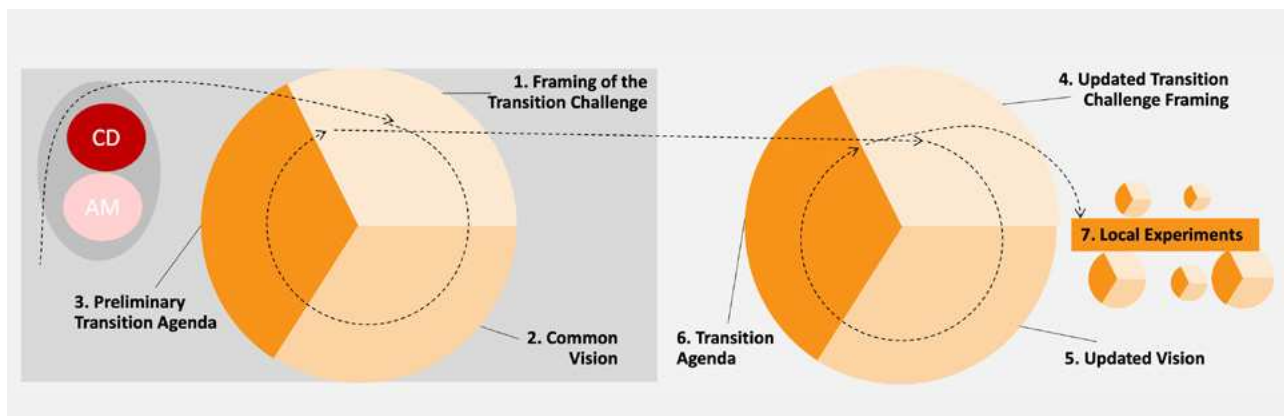 CD
AM
1. Framing of the
Transition Challenge
2. Common
Vision
3. Preliminary
Transition Agenda
4. Updated Transition
Challenge Framing
5. Updated Vision
6. Transition
Agenda
7. Local Experiments